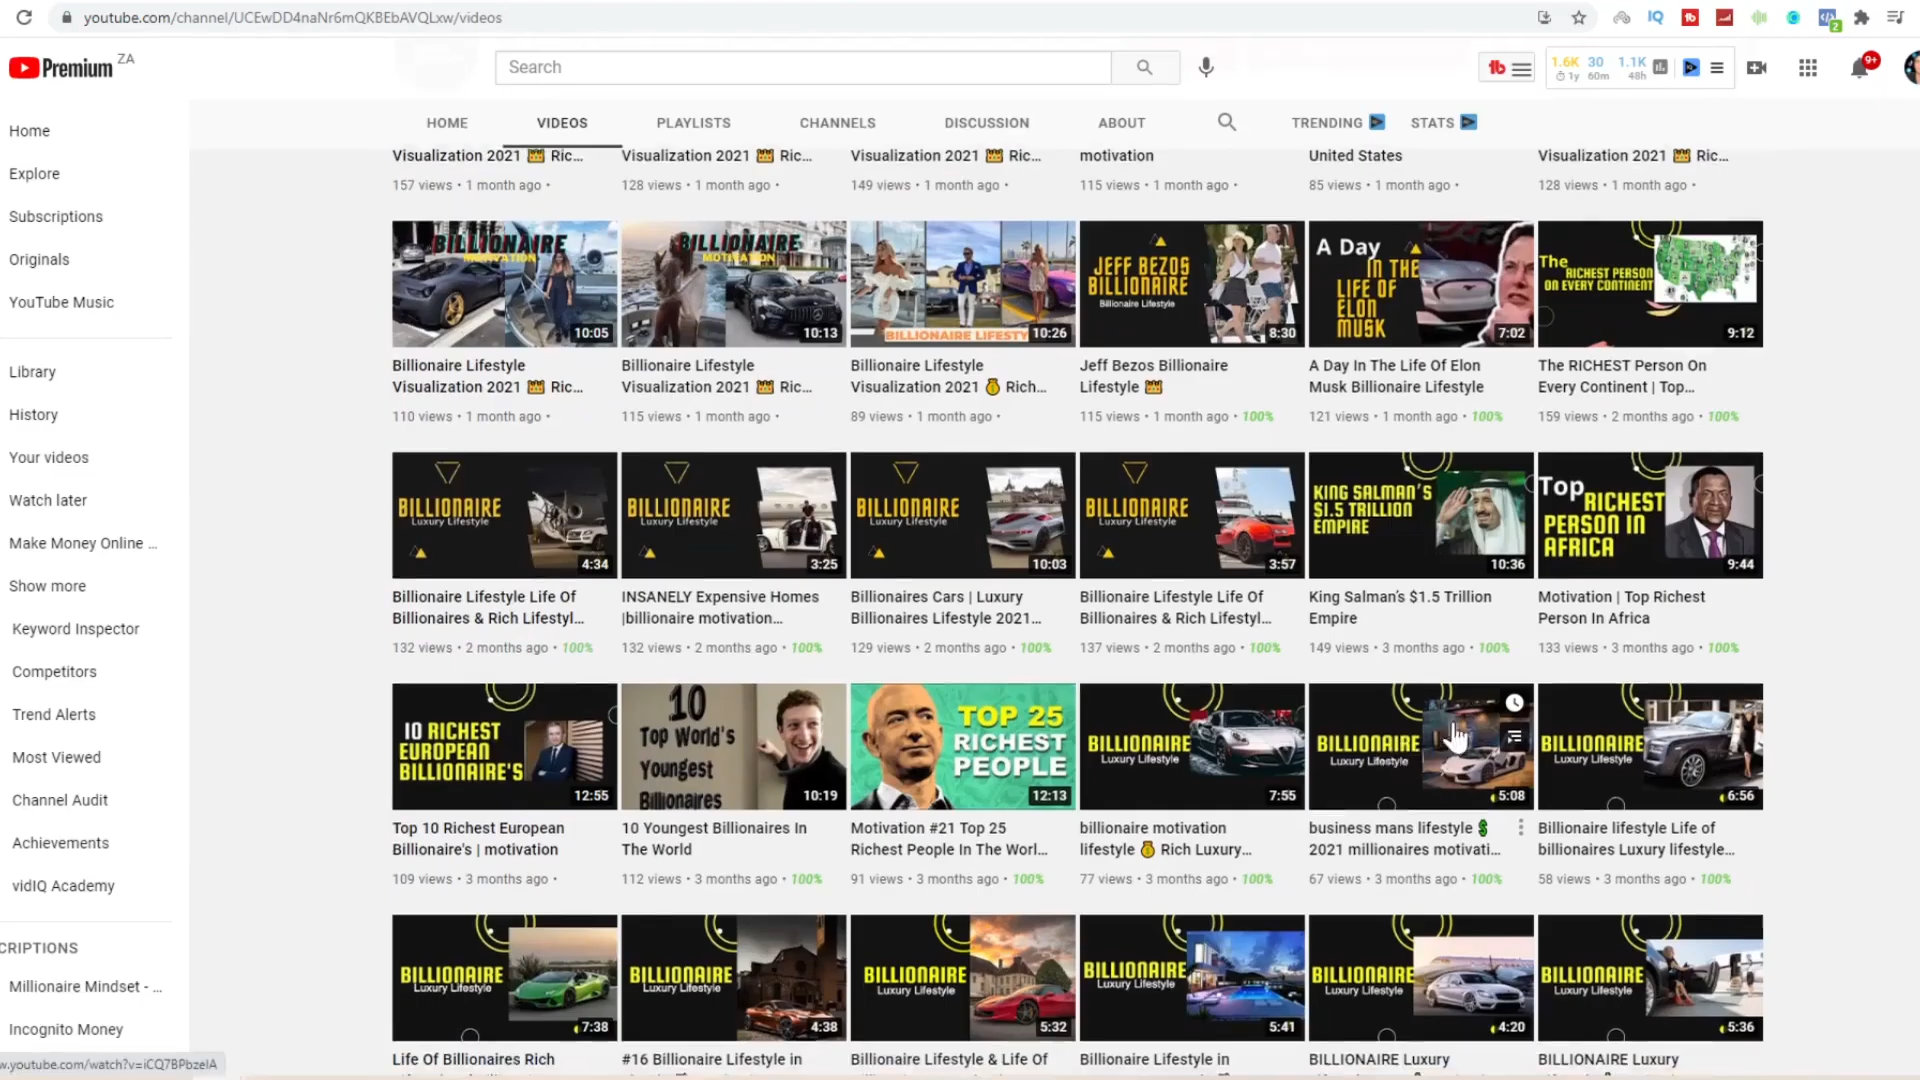 youtube.com/channel/UCEwDD4naNr6mQKBEbAVQLxw/videos
Premium ZA
Search
1.6K 30 1.1K
1y 60m 48h
9+
HOME VIDEOS PLAYLISTS CHANNELS DISCUSSION ABOUT TRENDING STATS
Home
Explore
Subscriptions
Originals
YouTube Music
Library
History
Your videos
Watch later
Make Money Online ...
Show more
Keyword Inspector
Competitors
Trend Alerts
Most Viewed
Channel Audit
Achievements
vidIQ Academy
CRIPTIONS
Millionaire Mindset - ...
Incognito Money
w.youtube.com/watch?v=iCQ7BPbzeIA
Visualization 2021 👑 Ric...
157 views • 1 month ago •
Visualization 2021 👑 Ric...
128 views • 1 month ago •
Visualization 2021 👑 Ric...
149 views • 1 month ago •
motivation
115 views • 1 month ago •
United States
85 views • 1 month ago •
Visualization 2021 👑 Ric...
128 views • 1 month ago •
BILLIONAIRE
MOTIVATION
10:05
Billionaire Lifestyle
Visualization 2021 👑 Ric...
110 views • 1 month ago •
BILLIONAIRE
MOTIVATION
10:13
Billionaire Lifestyle
Visualization 2021 👑 Ric...
115 views • 1 month ago •
BILLIONAIRE LIFESTY
10:26
Billionaire Lifestyle
Visualization 2021 💰 Rich...
89 views • 1 month ago •
JEFF BEZOS
BILLIONAIRE
Billionaire Lifestyle
8:30
Jeff Bezos Billionaire
Lifestyle 👑
115 views • 1 month ago • 100%
A Day
IN THE
LIFE OF
ELON
MUSK
7:02
A Day In The Life Of Elon
Musk Billionaire Lifestyle
121 views • 1 month ago • 100%
The
RICHEST PERSON
ON EVERY CONTINENT
9:12
The RICHEST Person On
Every Continent | Top...
159 views • 2 months ago • 100%
BILLIONAIRE
Luxury Lifestyle
4:34
Billionaire Lifestyle Life Of
Billionaires & Rich Lifestyl...
132 views • 2 months ago • 100%
BILLIONAIRE
Luxury Lifestyle
3:25
INSANELY Expensive Homes
|billionaire motivation...
132 views • 2 months ago • 100%
BILLIONAIRE
Luxury Lifestyle
10:03
Billionaires Cars | Luxury
Billionaires Lifestyle 2021...
129 views • 2 months ago • 100%
BILLIONAIRE
Luxury Lifestyle
3:57
Billionaire Lifestyle Life Of
Billionaires & Rich Lifestyl...
137 views • 2 months ago • 100%
KING SALMAN'S
$1.5 TRILLION
EMPIRE
10:36
King Salman's $1.5 Trillion
Empire
149 views • 3 months ago • 100%
Top
RICHEST
PERSON IN
AFRICA
9:44
Motivation | Top Richest
Person In Africa
133 views • 3 months ago • 100%
10 RICHEST
EUROPEAN
BILLIONAIRE'S
12:55
Top 10 Richest European
Billionaire's | motivation
109 views • 3 months ago •
10
Top World's
Youngest
Billionaires
10:19
10 Youngest Billionaires In
The World
112 views • 3 months ago • 100%
TOP 25
RICHEST
PEOPLE
12:13
Motivation #21 Top 25
Richest People In The Worl...
91 views • 3 months ago • 100%
BILLIONAIRE
Luxury Lifestyle
7:55
billionaire motivation
lifestyle 💰 Rich Luxury...
77 views • 3 months ago • 100%
BILLIONAIRE
Luxury Lifestyle
5:08
business mans lifestyle 💲
2021 millionaires motivati...
67 views • 3 months ago • 100%
BILLIONAIRE
Luxury Lifestyle
6:56
Billionaire lifestyle Life of
billionaires Luxury lifestyle...
58 views • 3 months ago • 100%
BILLIONAIRE
Luxury Lifestyle
7:38
Life Of Billionaires Rich
BILLIONAIRE
Luxury Lifestyle
4:38
#16 Billionaire Lifestyle in
BILLIONAIRE
Luxury Lifestyle
5:32
Billionaire Lifestyle & Life Of
BILLIONAIRE
Luxury Lifestyle
5:41
Billionaire Lifestyle in
BILLIONAIRE
Luxury Lifestyle
4:20
BILLIONAIRE Luxury
BILLIONAIRE
Luxury Lifestyle
5:36
BILLIONAIRE Luxury